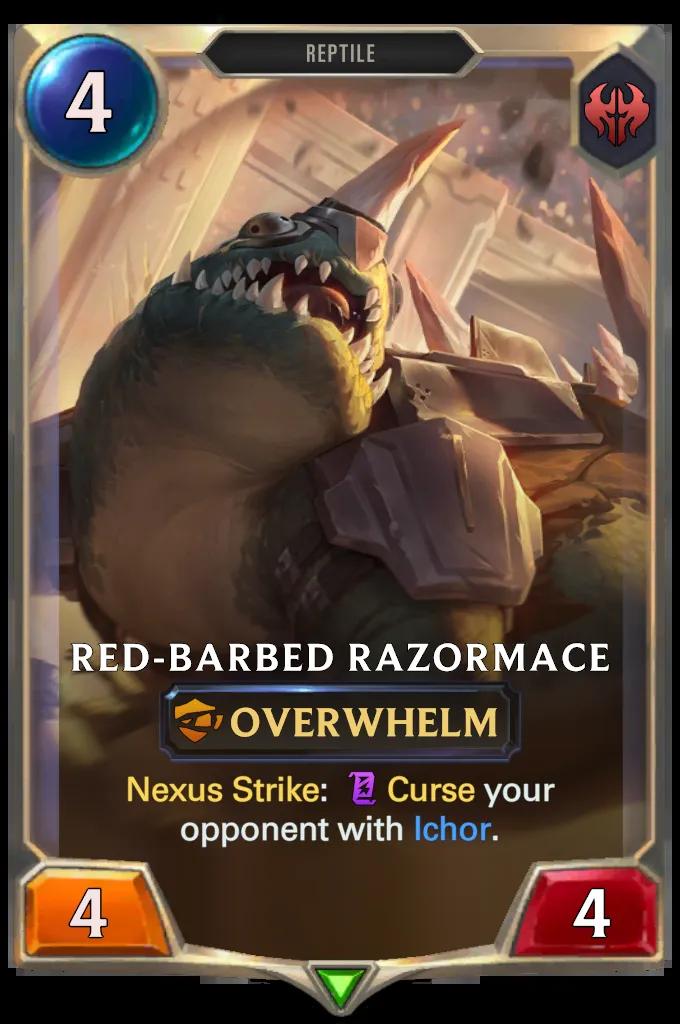 4
REPTILE
RED-BARBED RAZORMACE
OVERWHELM
Nexus Strike: Curse your
opponent with Ichor.
4
4